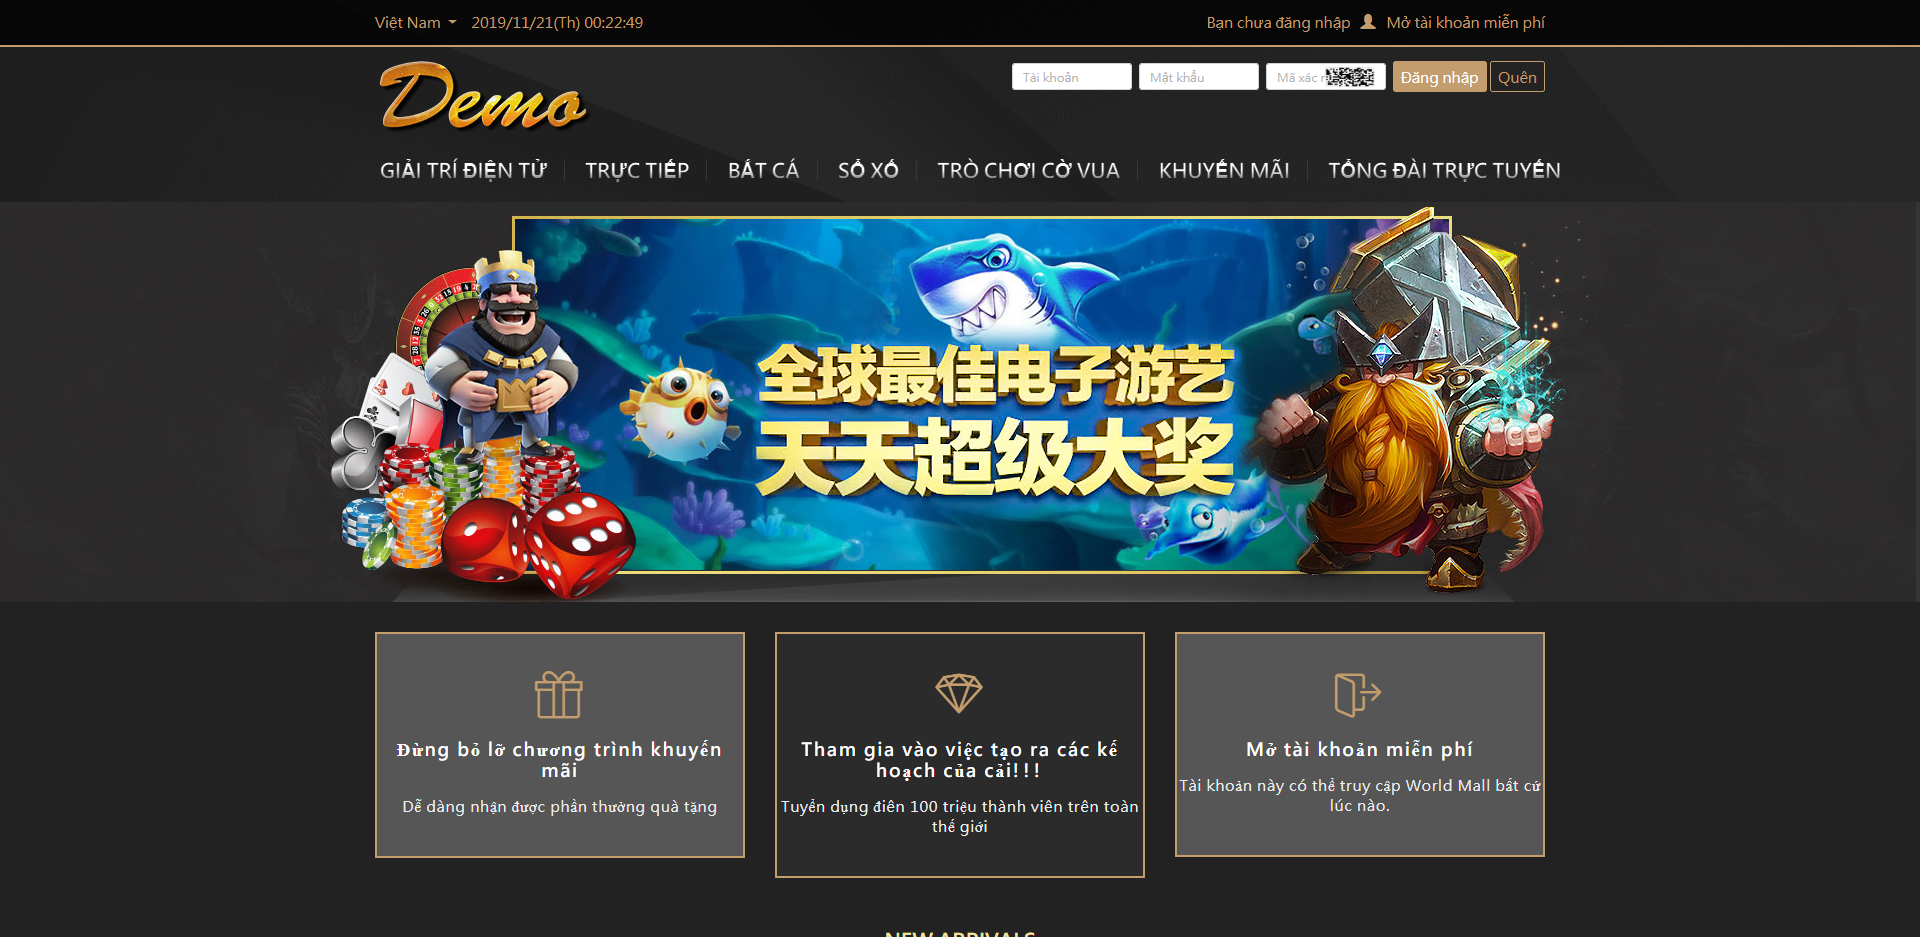 Việt Nam 2019/11/21(Th) 00:22:49 Bạn chưa đăng nhập Mở tài khoản miễn phí
Demo
Tài khoản Mật khẩu Mã xác Đăng nhập Quên
GIẢI TRÍ ĐIỆN TỬ TRỰC TIẾP BẮT CÁ SỔ XỐ TRÒ CHƠI CỜ VUA KHUYẾN MÃI TỔNG ĐÀI TRỰC TUYẾN
全球最佳电子游艺
天天超级大奖
Đừng bỏ lỡ chương trình khuyến
mãi
Dễ dàng nhận được phần thưởng quà tặng
Tham gia vào việc tạo ra các kế
hoạch của cải!!!
Tuyển dụng điên 100 triệu thành viên trên toàn
thế giới
Mở tài khoản miễn phí
Tài khoản này có thể truy cập World Mall bất cứ
lúc nào.
NEW ARRIVALS